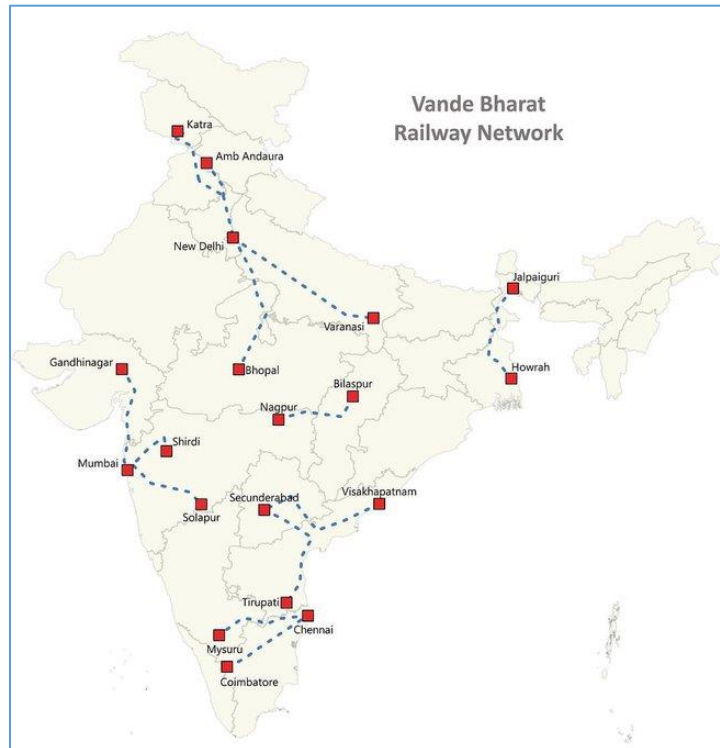 Vande Bharat
Railway Network
Katra
Amb Andaura
New Delhi
Jalpaiguri
Varanasi
Gandhinagar
Bhopal
Bilaspur
Howrah
Nagpur
Shirdi
Mumbai
Secunderabad
Visakhapatnam
Solapur
Tirupati
Chennai
Mysuru
Coimbatore